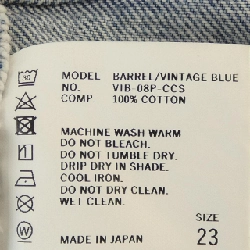 MODEL BARREL/VINTAGE BLUE
NO. VIB-08P-CCS
COMP 100% COTTON
MACHINE WASH WARM
DO NOT BLEACH.
DO NOT TUMBLE DRY.
DRIP DRY IN SHADE.
COOL IRON.
DO NOT DRY CLEAN.
WET CLEAN.
SIZE
MADE IN JAPAN 23